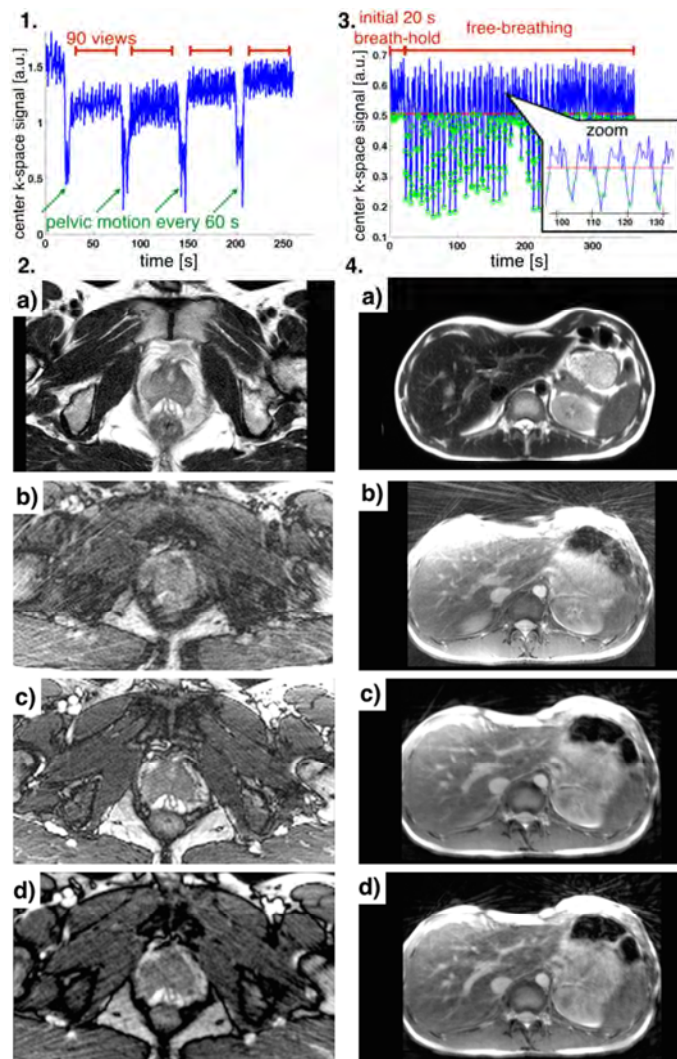 1.
90 views
center k-space signal [a.u.]
1.5
1
0.5
0
pelvic motion every 60 s
0 50 100 150 200 250
time [s]
3.
initial 20 s
breath-hold
free-breathing
center k-space signal [a.u.]
0.7
0.6
0.5
0.4
0.3
0.2
0.1
zoom
100 110 120 130
0 100 200 300
time [s]
2.
a)
b)
c)
d)
4.
a)
b)
c)
d)